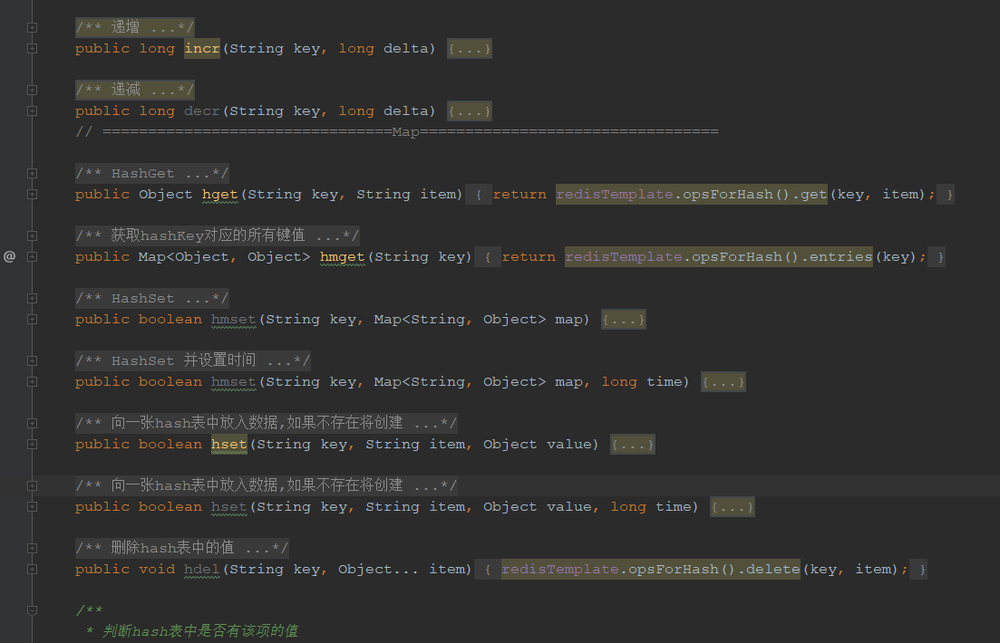 /** 递增 ...*/
public long incr(String key, long delta) {...}
/** 递减 ...*/
public long decr(String key, long delta) {...}
// ================================Map=================================
/** HashGet ...*/
public Object hget(String key, String item) { return redisTemplate.opsForHash().get(key, item); }
/** 获取hashKey对应的所有键值 ...*/
@ public Map<Object, Object> hmget(String key) { return redisTemplate.opsForHash().entries(key); }
/** HashSet ...*/
public boolean hmset(String key, Map<String, Object> map) {...}
/** HashSet 并设置时间 ...*/
public boolean hmset(String key, Map<String, Object> map, long time) {...}
/** 向一张hash表中放入数据,如果不存在将创建 ...*/
public boolean hset(String key, String item, Object value) {...}
/** 向一张hash表中放入数据,如果不存在将创建 ...*/
public boolean hset(String key, String item, Object value, long time) {...}
/** 删除hash表中的值 ...*/
public void hdel(String key, Object... item) { redisTemplate.opsForHash().delete(key, item); }
/**
* 判断hash表中是否有该项的值